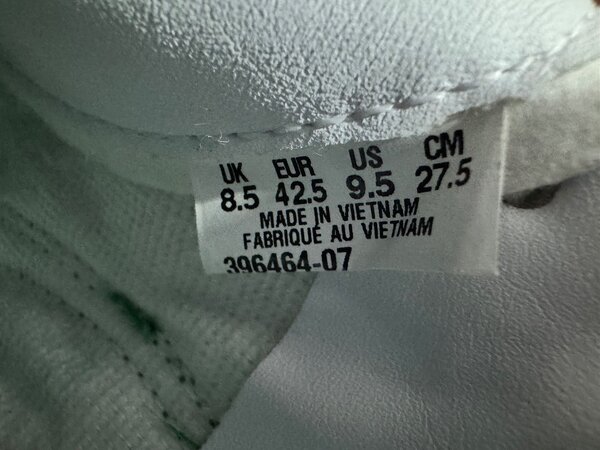 UK EUR US CM
8.5 42.5 9.5 27.5
MADE IN VIETNAM
FABRIQUÉ AU VIETNAM
396464-07